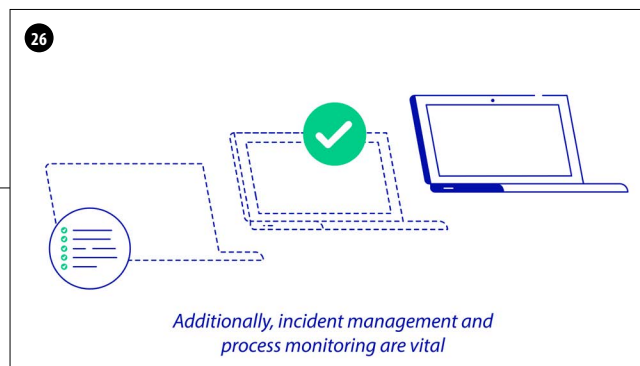 26
Additionally, incident management and
process monitoring are vital